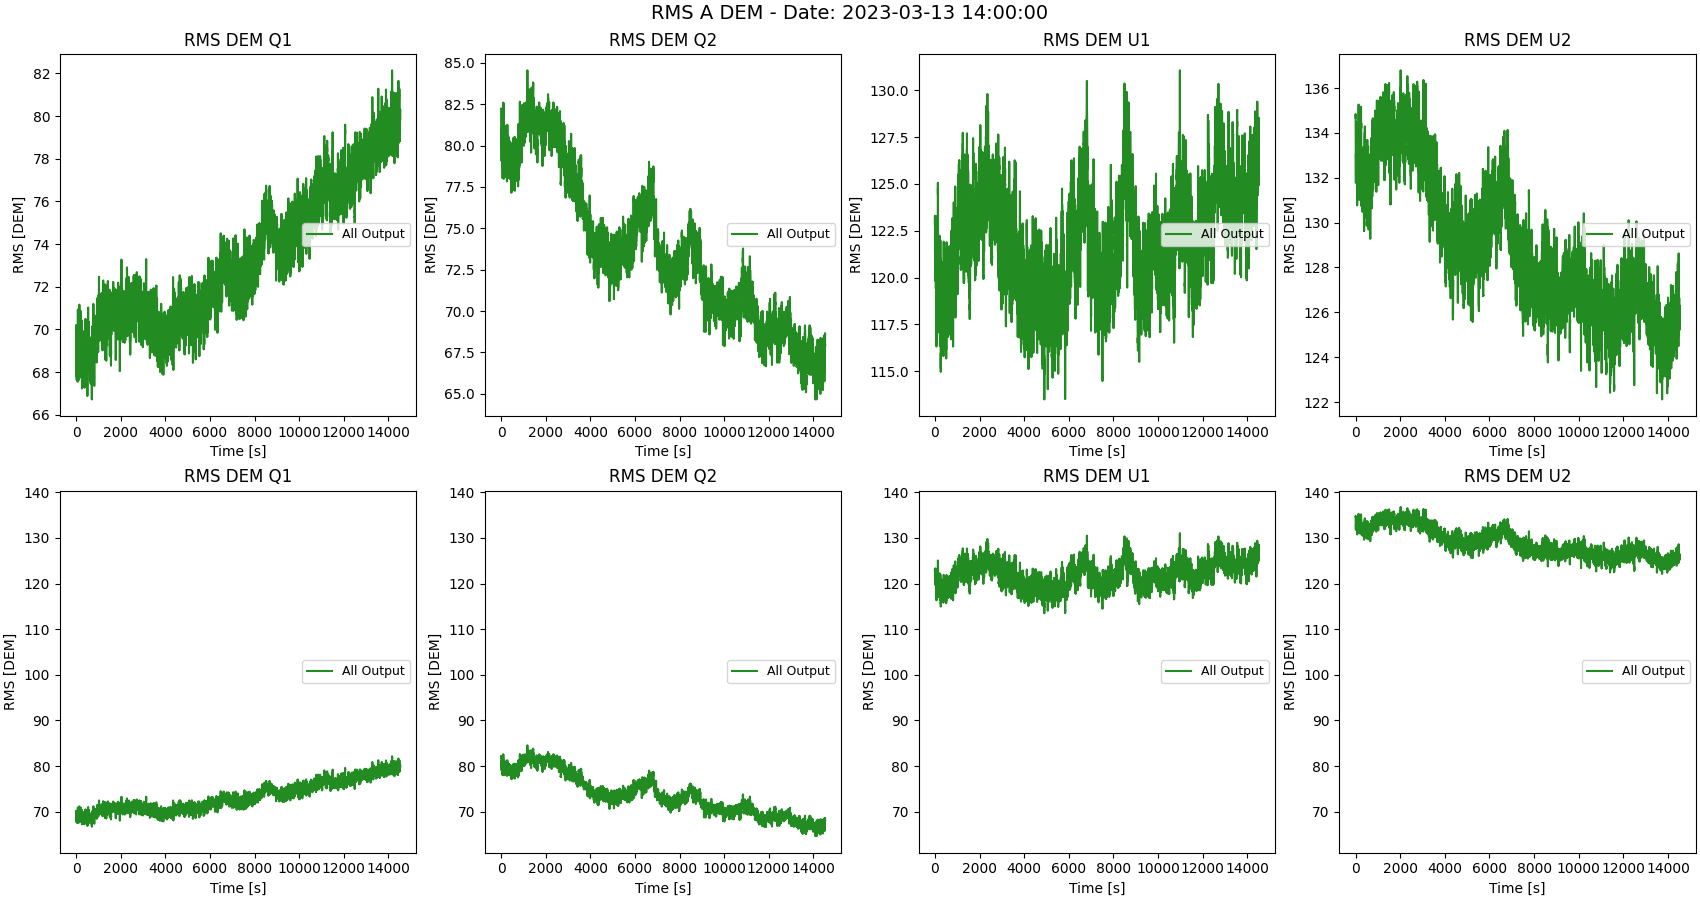 RMS A DEM - Date: 2023-03-13 14:00:00
RMS DEM Q1
82
80
78
76
74
72
70
68
66
RMS [DEM]
All Output
0 2000 4000 6000 8000 10000 12000 14000
Time [s]
RMS DEM Q2
85.0
82.5
80.0
77.5
75.0
72.5
70.0
67.5
65.0
RMS [DEM]
All Output
0 2000 4000 6000 8000 10000 12000 14000
Time [s]
RMS DEM U1
130.0
127.5
125.0
122.5
120.0
117.5
115.0
RMS [DEM]
All Output
0 2000 4000 6000 8000 10000 12000 14000
Time [s]
RMS DEM U2
136
134
132
130
128
126
124
122
RMS [DEM]
All Output
0 2000 4000 6000 8000 10000 12000 14000
Time [s]
RMS DEM Q1
140
130
120
110
100
90
80
70
RMS [DEM]
All Output
0 2000 4000 6000 8000 10000 12000 14000
Time [s]
RMS DEM Q2
140
130
120
110
100
90
80
70
RMS [DEM]
All Output
0 2000 4000 6000 8000 10000 12000 14000
Time [s]
RMS DEM U1
140
130
120
110
100
90
80
70
RMS [DEM]
All Output
0 2000 4000 6000 8000 10000 12000 14000
Time [s]
RMS DEM U2
140
130
120
110
100
90
80
70
RMS [DEM]
All Output
0 2000 4000 6000 8000 10000 12000 14000
Time [s]